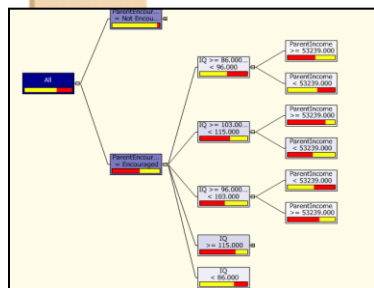 ParentEncour...
= Not Encou...
All
ParentEncour...
= Encouraged
IQ >= 86.000
< 96.000
IQ >= 103.00...
< 115.000
IQ >= 96.000...
< 103.000
IQ
>= 115.000
IQ
< 86.000
ParentIncome
>= 53239.000
ParentIncome
< 53239.000
ParentIncome
>= 53239.000
ParentIncome
< 53239.000
ParentIncome
< 53239.000
ParentIncome
>= 53239.000